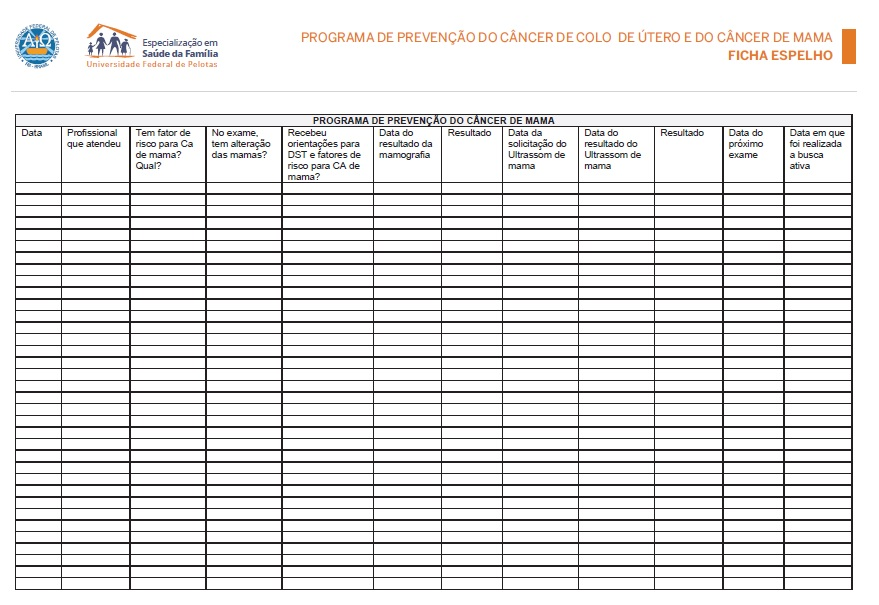 Especialização em
Saúde da Família
Universidade Federal de Pelotas
PROGRAMA DE PREVENÇÃO DO CÂNCER DE COLO DE ÚTERO E DO CÂNCER DE MAMA
FICHA ESPELHO
PROGRAMA DE PREVENÇÃO DO CÂNCER DE MAMA
Data
Profissional
que atendeu
Tem fator de
risco para Ca
de mama?
Qual?
No exame,
tem alteração
das mamas?
Recebeu
orientações para
DST e fatores de
risco para CA de
mama?
Data do
resultado da
mamografia
Resultado
Data da
solicitação do
Ultrassom de
mama
Data do
resultado do
Ultrassom de
mama
Resultado
Data do
próximo
exame
Data em que
foi realizada
a busca
ativa